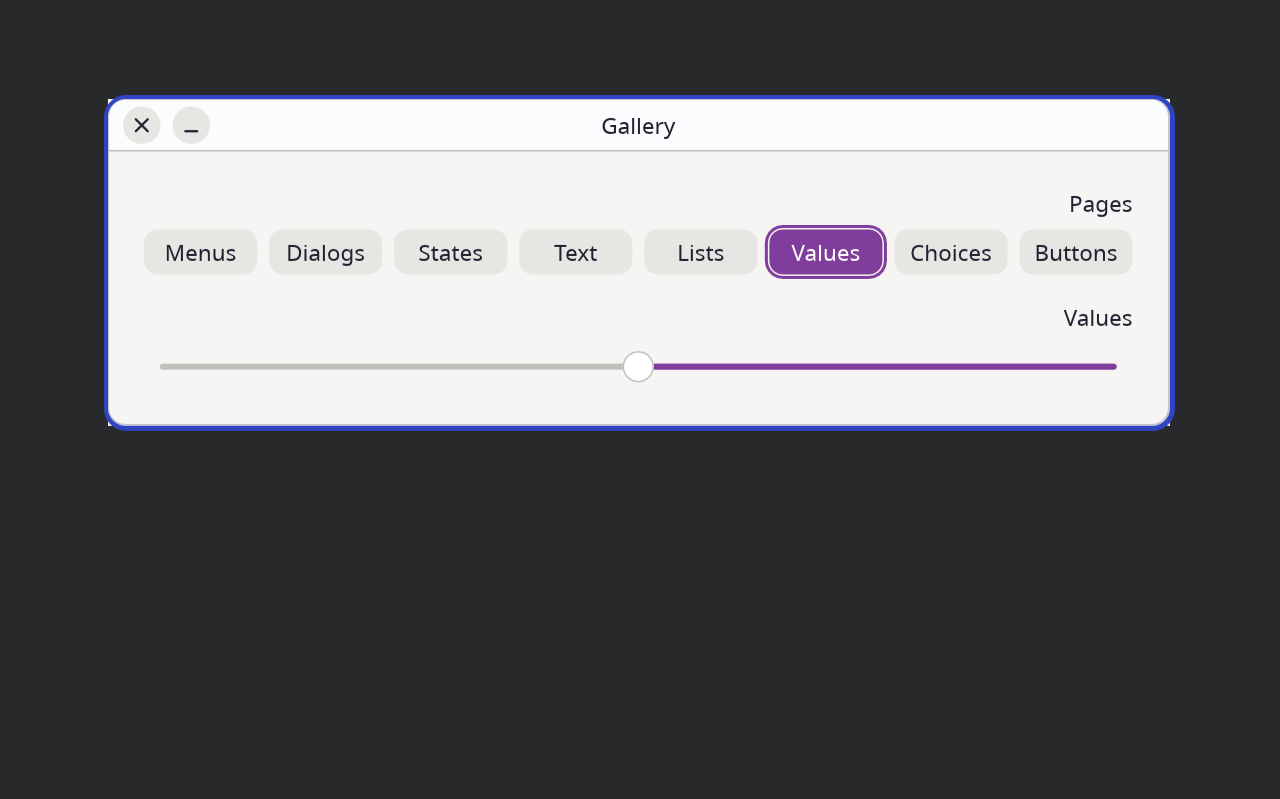 Gallery
Pages
Menus Dialogs States Text Lists Values Choices Buttons
Values